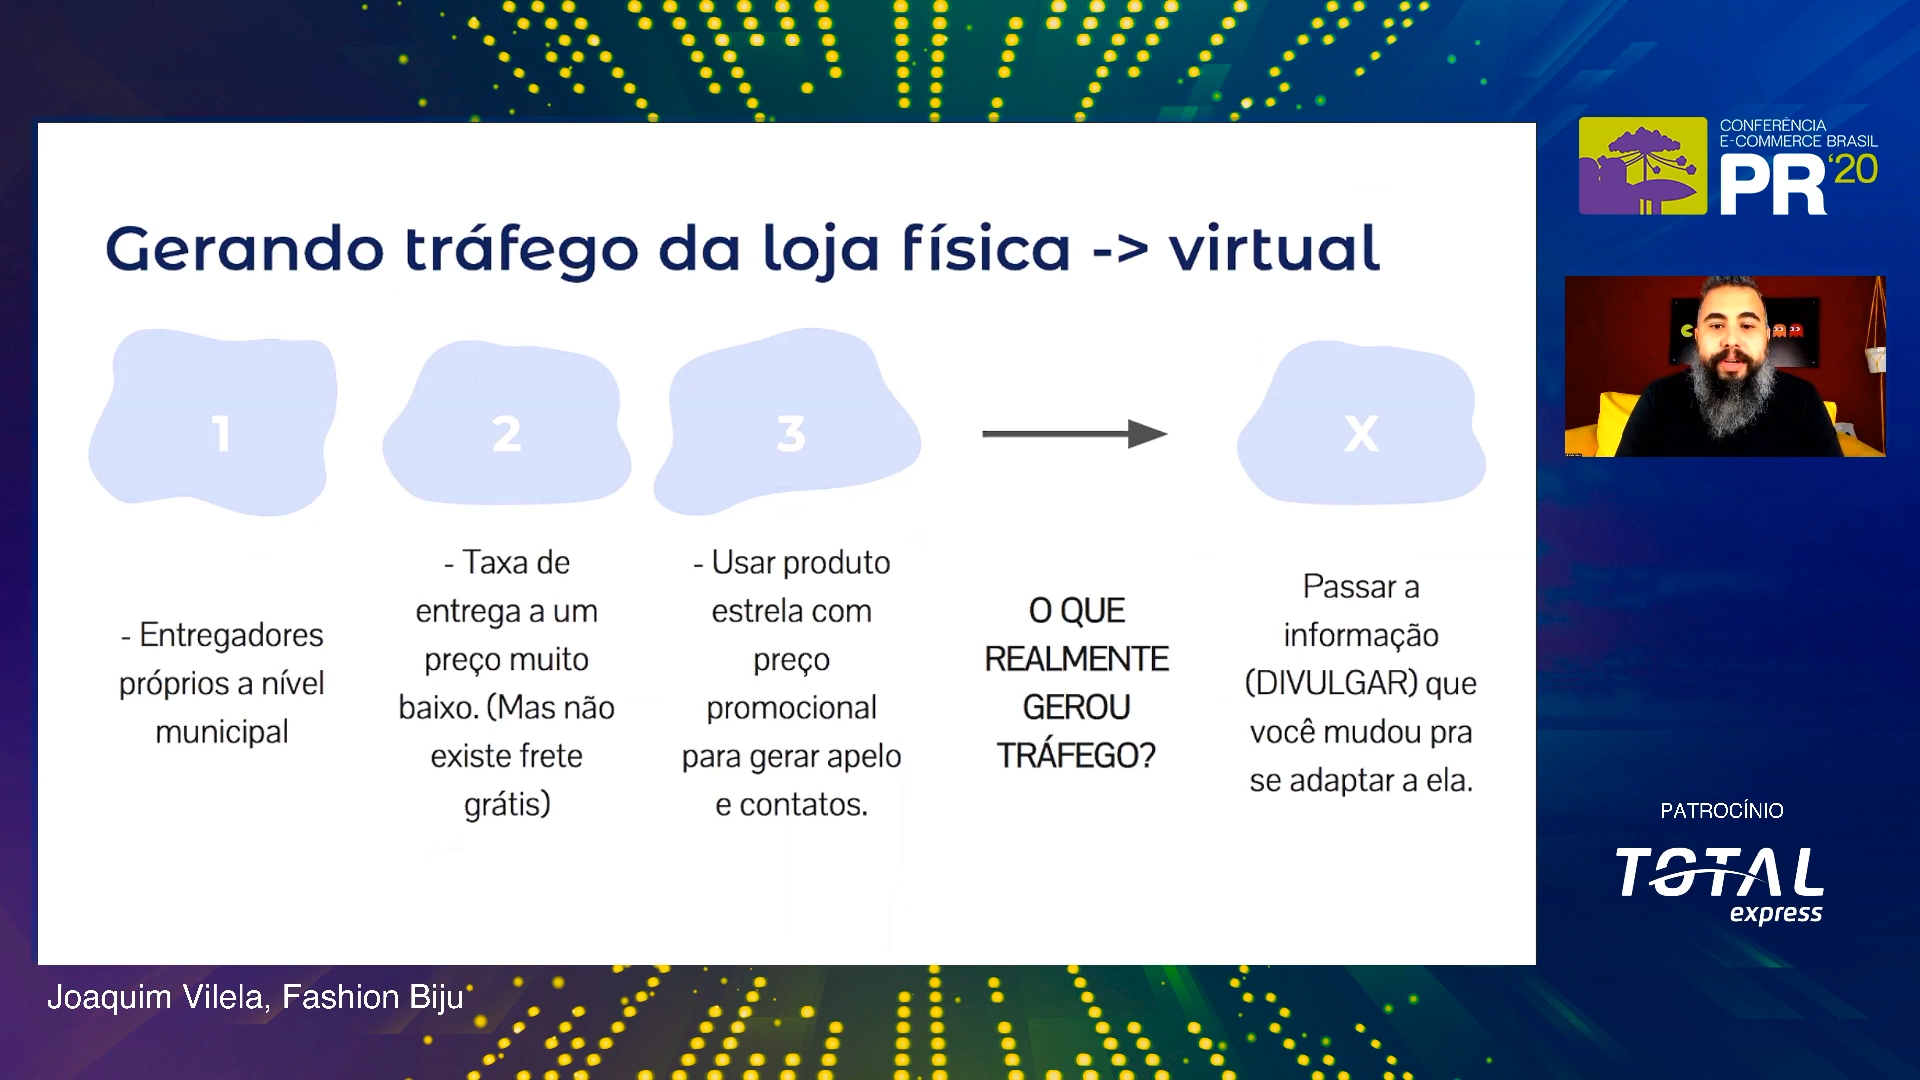 CONFERÊNCIA
E-COMMERCE BRASIL
PR'20
Gerando tráfego da loja física -> virtual
1
2
3
X
- Entregadores
próprios a nível
municipal
- Taxa de
entrega a um
preço muito
baixo. (Mas não
existe frete
grátis)
- Usar produto
estrela com
preço
promocional
para gerar apelo
e contatos.
O QUE
REALMENTE
GEROU
TRÁFEGO?
Passar a
informação
(DIVULGAR) que
você mudou pra
se adaptar a ela.
PATROCÍNIO
TOTAL
express
Joaquim Vilela, Fashion Biju